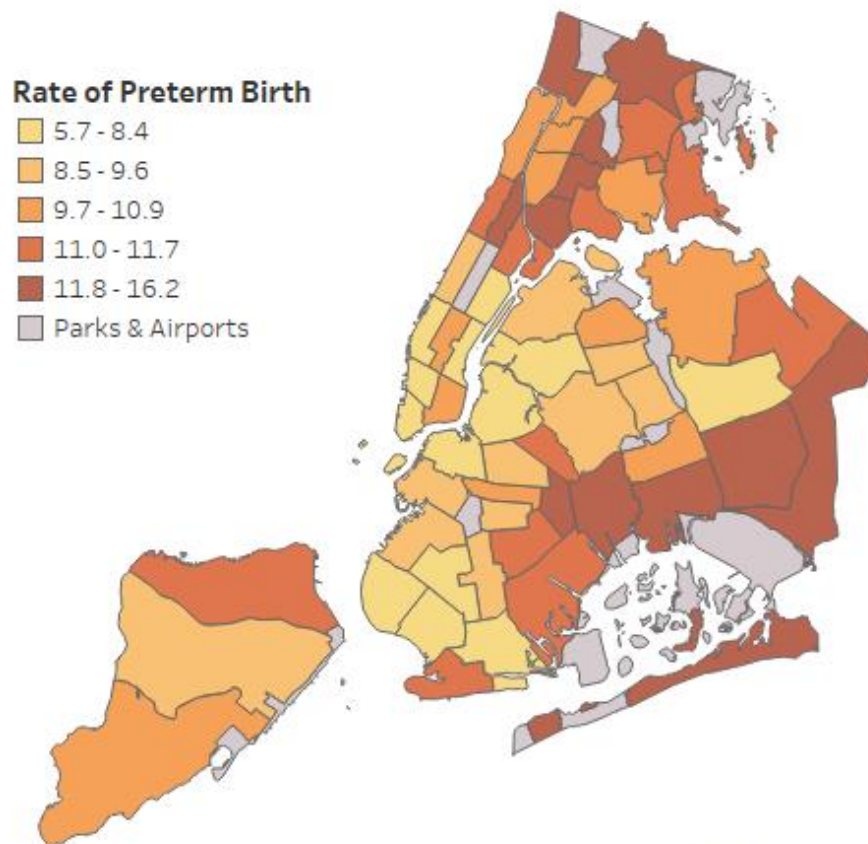 Rate of Preterm Birth
5.7 - 8.4
8.5 - 9.6
9.7 - 10.9
11.0 - 11.7
11.8 - 16.2
Parks & Airports